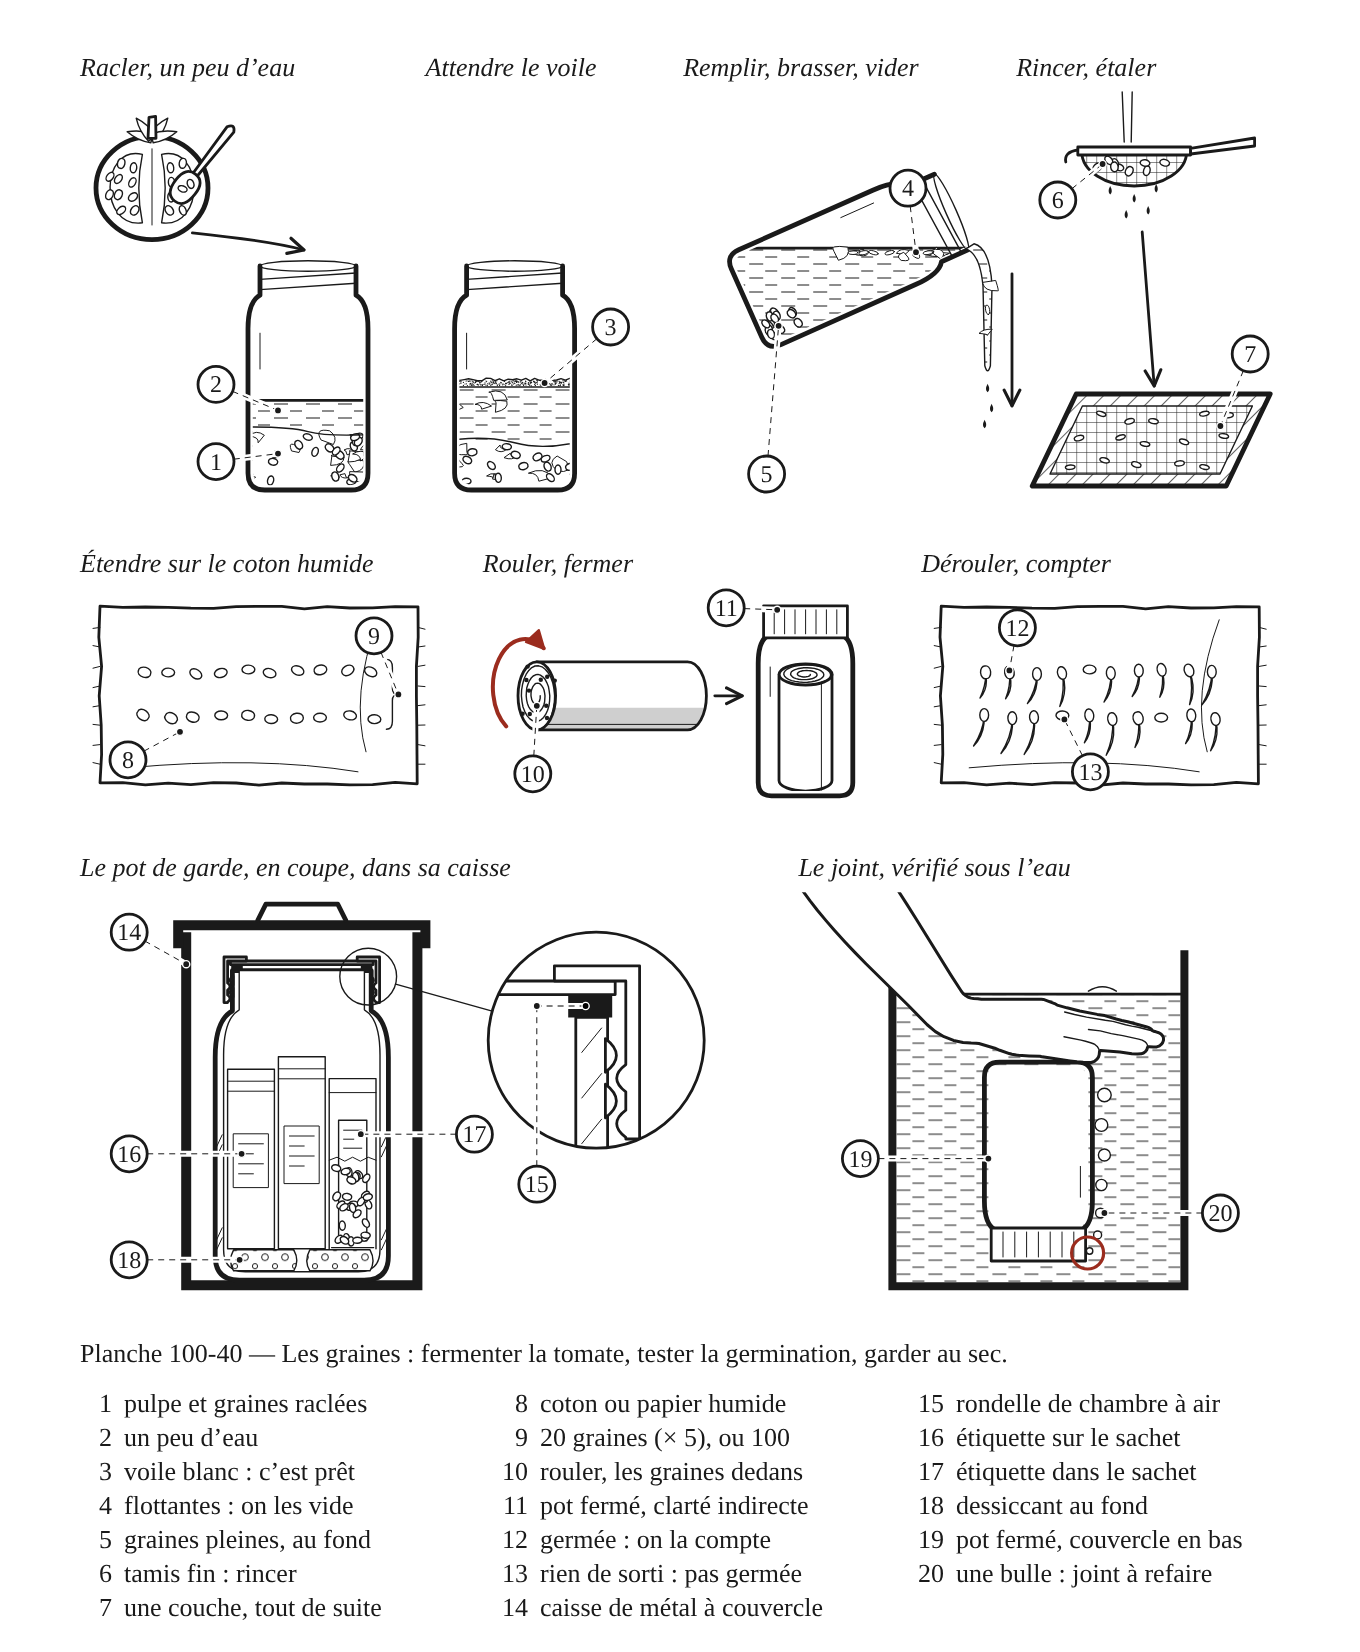 Racler, un peu d’eau
Attendre le voile
Remplir, brasser, vider
Rincer, étaler
4
6
3
7
2
1
5
Étendre sur le coton humide
Rouler, fermer
Dérouler, compter
11
12
9
8
10
13
Le pot de garde, en coupe, dans sa caisse
Le joint, vérifié sous l’eau
14
17
16
19
15
20
18
Planche 100-40 — Les graines : fermenter la tomate, tester la germination, garder au sec.
1 pulpe et graines raclées
2 un peu d’eau
3 voile blanc : c’est prêt
4 flottantes : on les vide
5 graines pleines, au fond
6 tamis fin : rincer
7 une couche, tout de suite
8 coton ou papier humide
9 20 graines (× 5), ou 100
10 rouler, les graines dedans
11 pot fermé, clarté indirecte
12 germée : on la compte
13 rien de sorti : pas germée
14 caisse de métal à couvercle
15 rondelle de chambre à air
16 étiquette sur le sachet
17 étiquette dans le sachet
18 dessiccant au fond
19 pot fermé, couvercle en bas
20 une bulle : joint à refaire